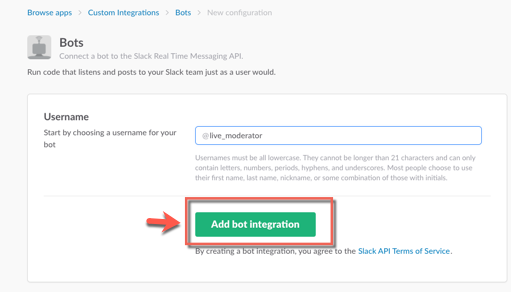 Browse apps > Custom Integrations > Bots > New configuration
Bots
Connect a bot to the Slack Real Time Messaging API.
Run code that listens and posts to your Slack team just as a user would.
Username
Start by choosing a username for your
bot
@live_moderator
Usernames must be all lowercase. They cannot be longer than 21 characters and can only
contain letters, numbers, periods, hyphens, and underscores. Most people choose to use
their first name, last name, nickname, or some combination of those with initials.
Add bot integration
By creating a bot integration, you agree to the Slack API Terms of Service.